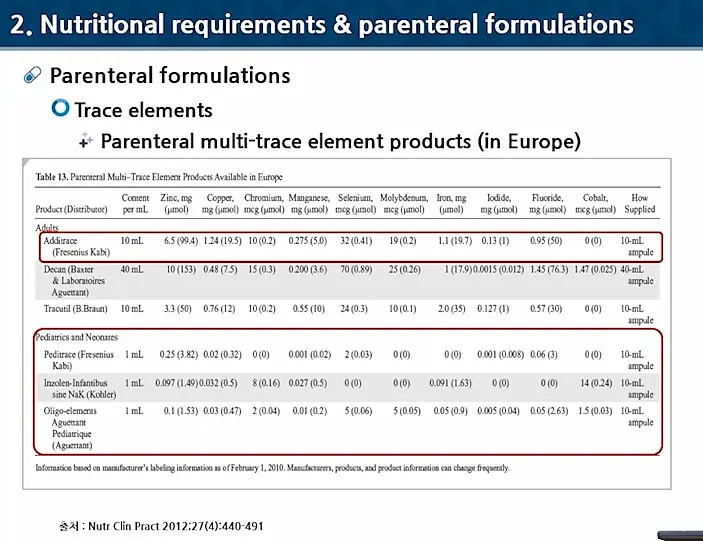 2. Nutritional requirements & parenteral formulations
Parenteral formulations
Trace elements
Parenteral multi-trace element products (in Europe)
Table 13. Parenteral Multi–Trace Element Products Available in Europe
Product (Distributor) Content per mL Zinc, mg (μmol) Copper, mg (μmol) Chromium, mcg (μmol) Manganese, mg (μmol) Selenium, mcg (μmol) Molybdenum, mcg (μmol) Iron, mg (μmol) Iodide, mg (μmol) Fluoride, mg (μmol) Cobalt, mcg (μmol) How Supplied
Adults
Additrace (Fresenius Kabi) 10 mL 6.5 (99.4) 1.24 (19.5) 10 (0.2) 0.275 (5.0) 32 (0.41) 19 (0.2) 1.1 (19.7) 0.13 (1) 0.95 (50) 0 (0) 10-mL ampule
Decan (Baxter & Laboratoires Aguettant) 40 mL 10 (153) 0.48 (7.5) 15 (0.3) 0.200 (3.6) 70 (0.89) 25 (0.26) 1 (17.9) 0.0015 (0.012) 1.45 (76.3) 1.47 (0.025) 40-mL ampule
Tracutil (B.Braun) 10 mL 3.3 (50) 0.76 (12) 10 (0.2) 0.55 (10) 24 (0.3) 10 (0.1) 2.0 (35) 0.127 (1) 0.57 (30) 0 (0) 10-mL ampule
Pediatrics and Neonates
Peditrace (Fresenius Kabi) 1 mL 0.25 (3.82) 0.02 (0.32) 0 (0) 0.001 (0.02) 2 (0.03) 0 (0) 0 (0) 0.001 (0.008) 0.06 (3) 0 (0) 10-mL ampule
Inzolen-Infantibus sine NaK (Kohler) 1 mL 0.097 (1.49) 0.032 (0.5) 8 (0.16) 0.027 (0.5) 0 (0) 0 (0) 0.091 (1.63) 0 (0) 0 (0) 14 (0.24) 10-mL ampule
Oligo-elements Aguettant Pediatrique (Aguettant) 1 mL 0.1 (1.53) 0.03 (0.47) 2 (0.04) 0.01 (0.2) 5 (0.06) 5 (0.05) 0.05 (0.9) 0.005 (0.04) 0.05 (2.63) 1.5 (0.03) 10-mL ampule
Information based on manufacturer's labeling information as of February 1, 2010. Manufacturers, products, and product information can change frequently.
출처 : Nutr Clin Pract 2012;27(4):440-491